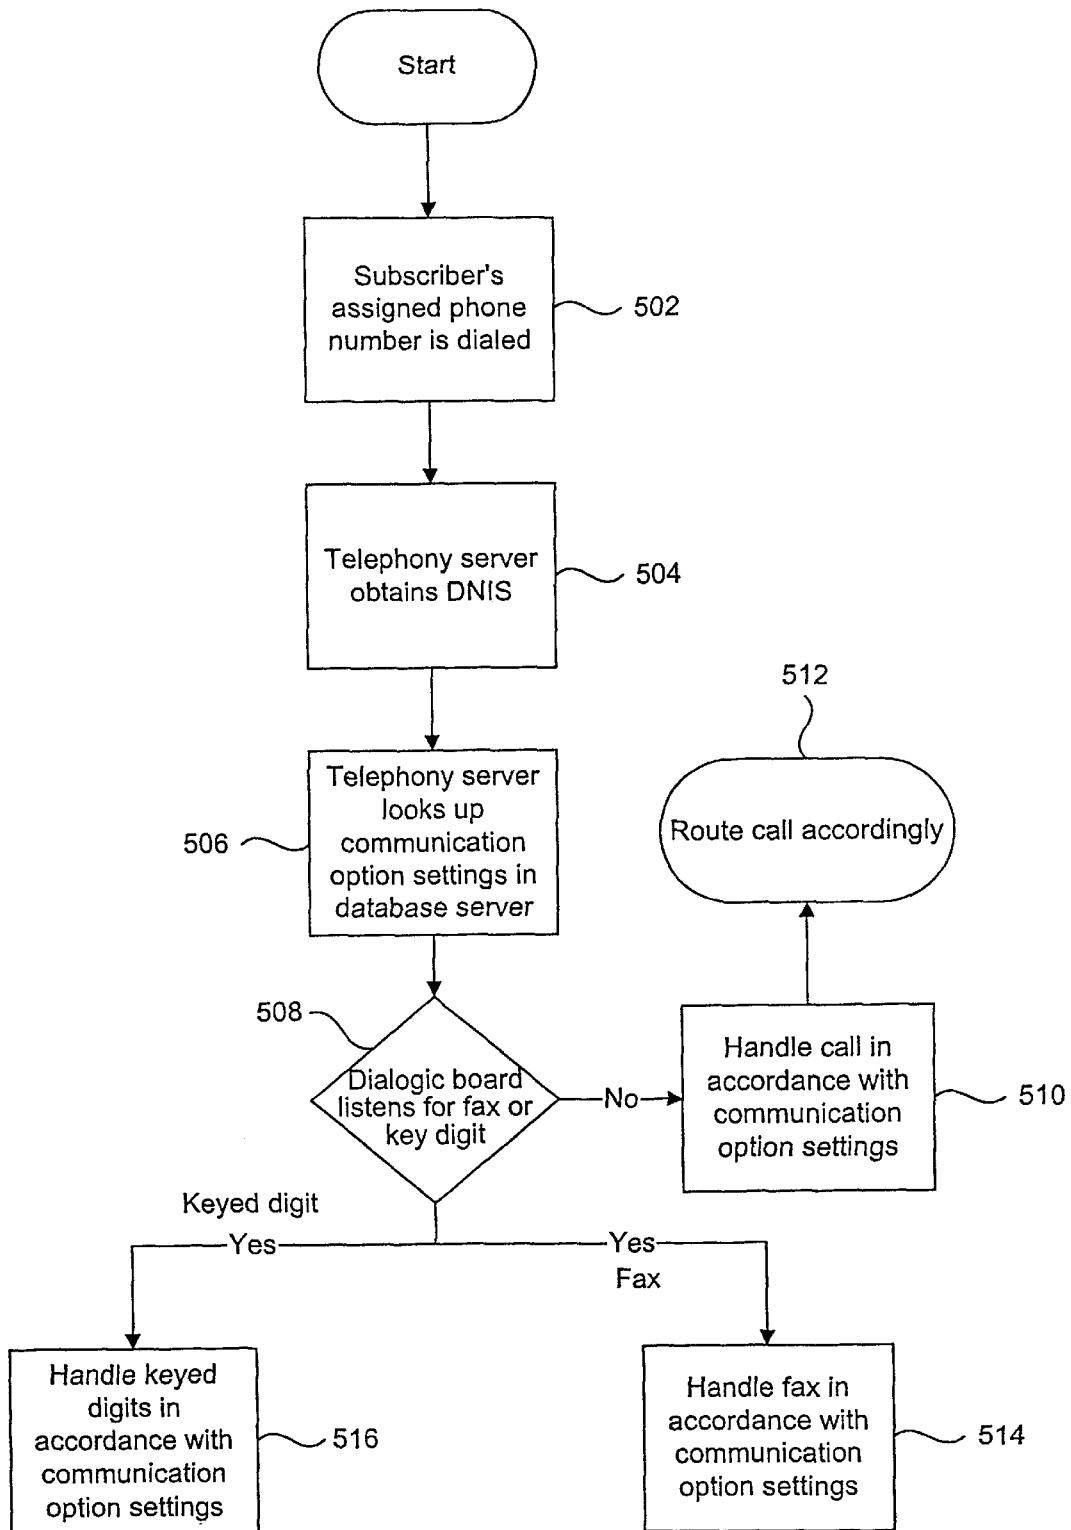 Start
Subscriber's
assigned phone
number is dialed
502
Telephony server
obtains DNIS
504
512
Telephony server
looks up
communication
option settings in
database server
506
Route call accordingly
508
Dialogic board
listens for fax or
key digit
No
Handle call in
accordance with
communication
option settings
510
Keyed digit
Yes
Yes
Fax
Handle keyed
digits in
accordance with
communication
option settings
516
Handle fax in
accordance with
communication
option settings
514